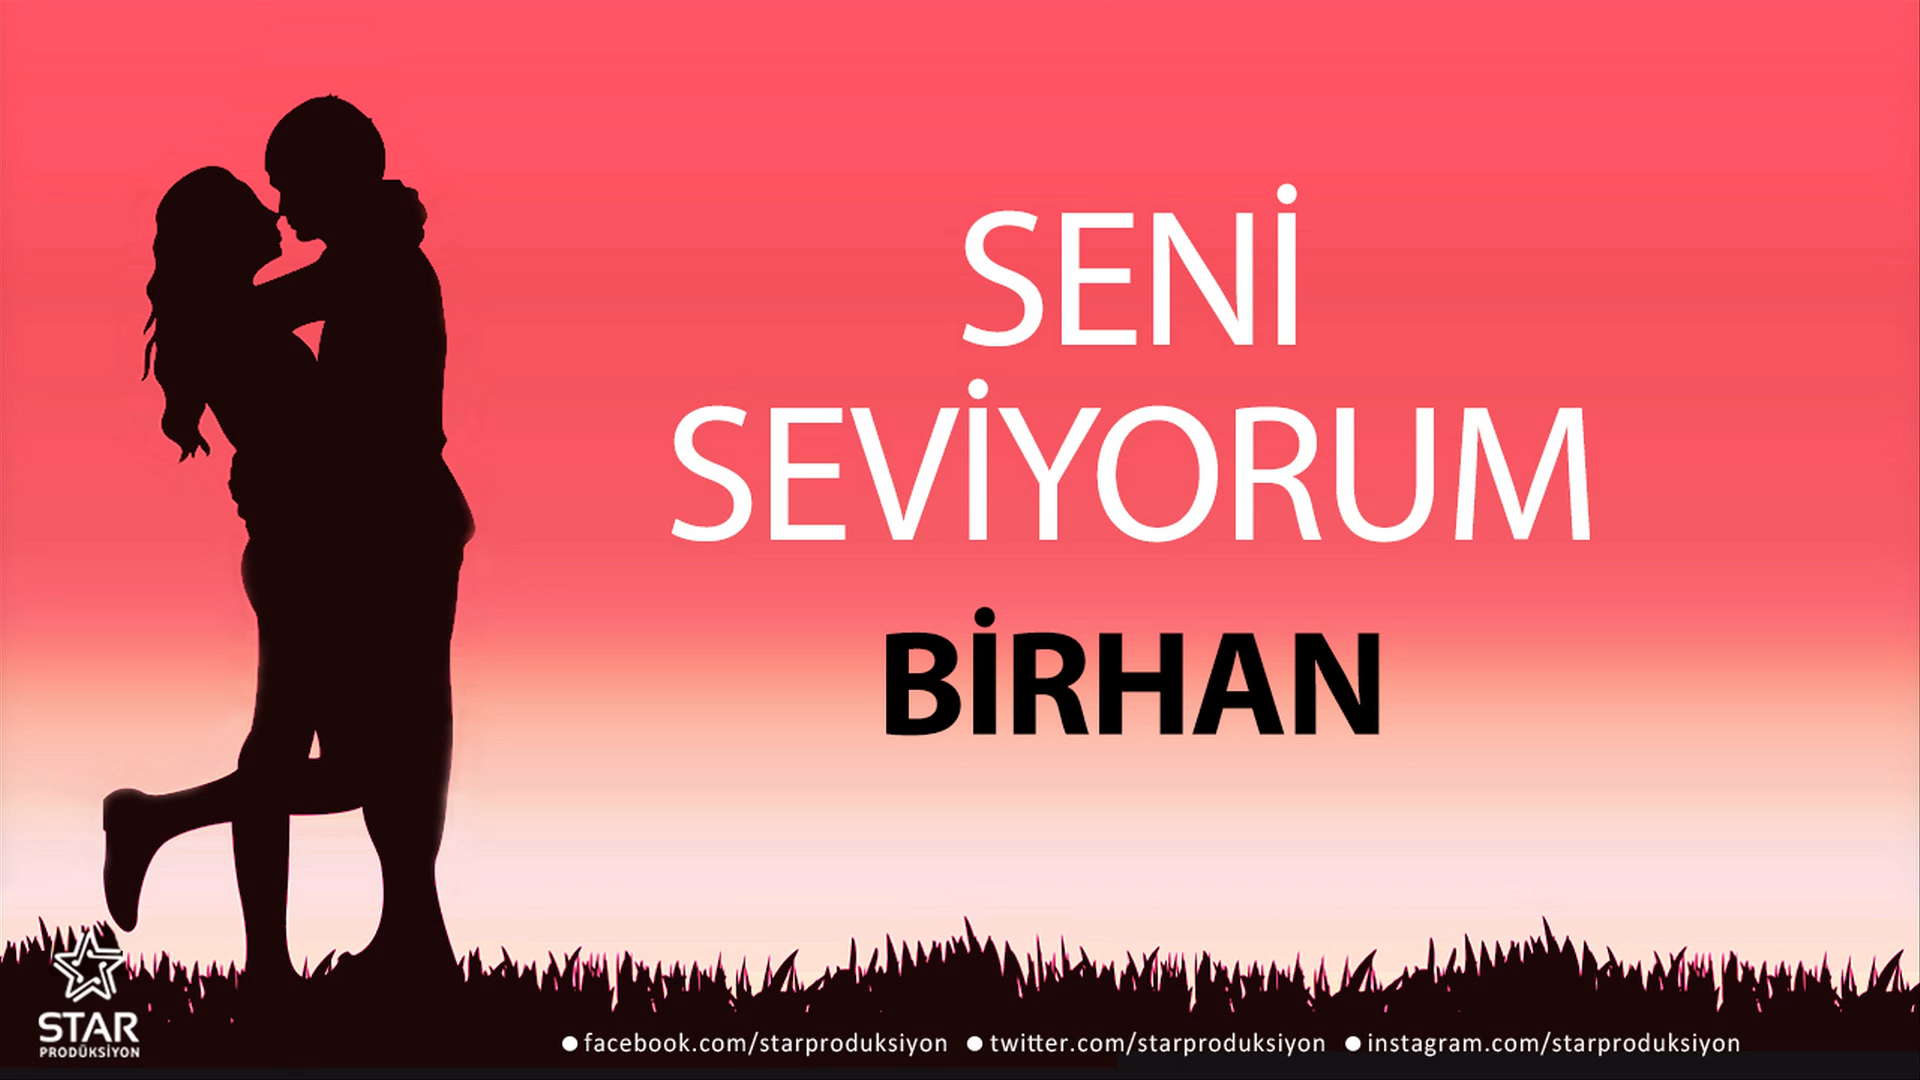 SENİ
SEVİYORUM
BİRHAN
STAR
PRODÜKSİYON
facebook.com/starproduksiyon twitter.com/starproduksiyon instagram.com/starproduksiyon